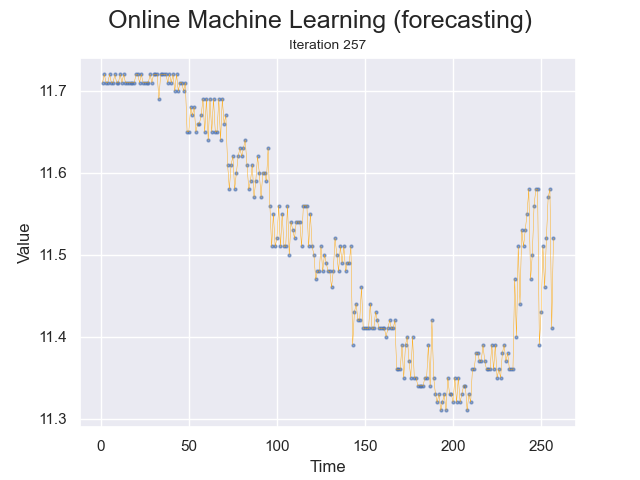 Online Machine Learning (forecasting)
Iteration 257
11.7
11.6
11.5
11.4
11.3
Value
0 50 100 150 200 250
Time